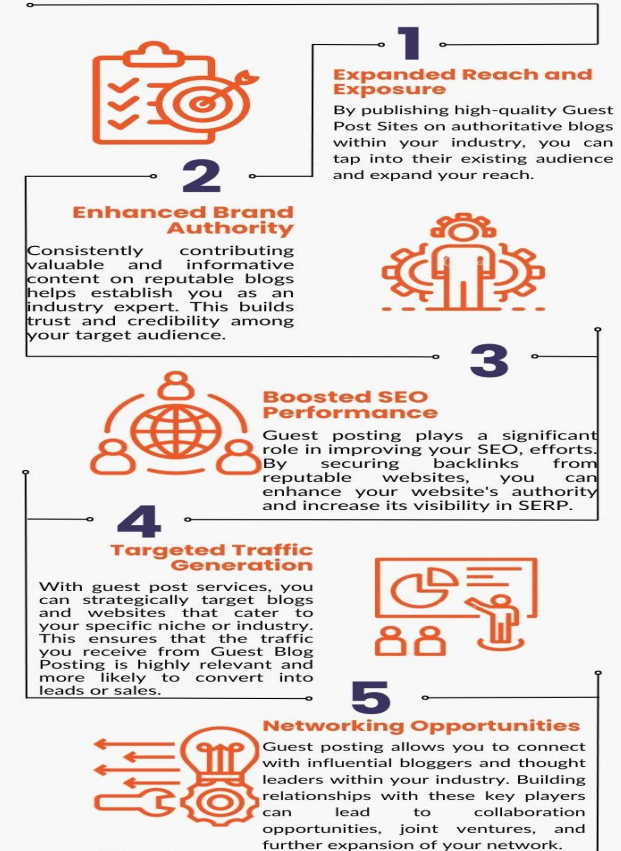 1
Expanded Reach and
Exposure
By publishing high-quality Guest
Post Sites on authoritative blogs
within your industry, you can
tap into their existing audience
and expand your reach.
2
Enhanced Brand
Authority
Consistently contributing
valuable and informative
content on reputable blogs
helps establish you as an
industry expert. This builds
trust and credibility among
your target audience.
3
Boosted SEO
Performance
Guest posting plays a significant
role in improving your SEO, efforts.
By securing backlinks from
reputable websites, you can
enhance your website's authority
and increase its visibility in SERP.
4
Targeted Traffic
Generation
With guest post services, you
can strategically target blogs
and websites that cater to
your specific niche or industry.
This ensures that the traffic
you receive from Guest Blog
Posting is highly relevant and
more likely to convert into
leads or sales.
5
Networking Opportunities
Guest posting allows you to connect
with influential bloggers and thought
leaders within your industry. Building
relationships with these key players
can lead to collaboration
opportunities, joint ventures, and
further expansion of your network.